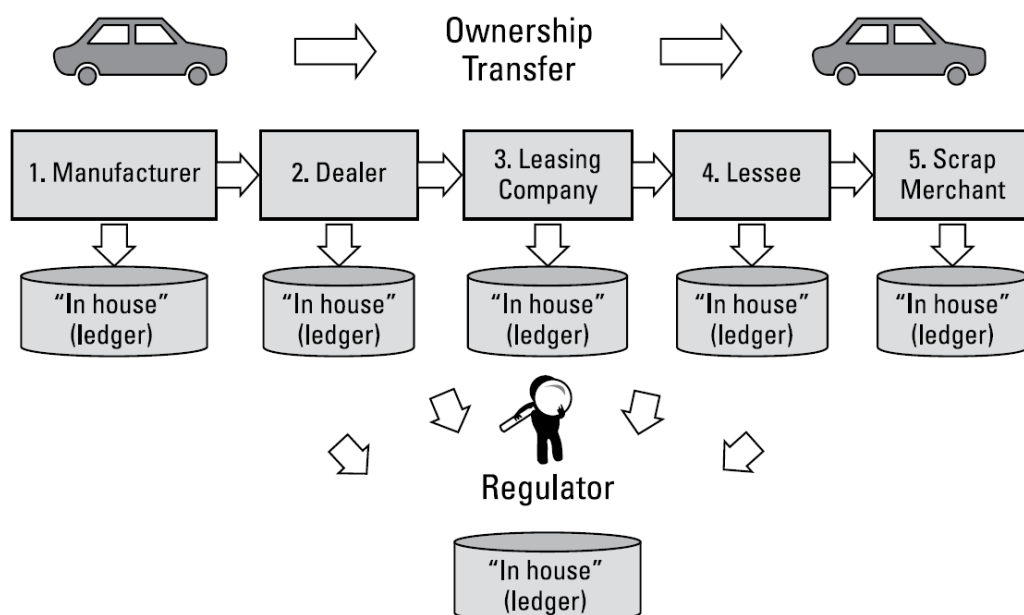 Ownership
Transfer
1. Manufacturer
2. Dealer
3. Leasing
Company
4. Lessee
5. Scrap
Merchant
“In house”
(ledger)
“In house”
(ledger)
“In house”
(ledger)
“In house”
(ledger)
“In house”
(ledger)
Regulator
“In house”
(ledger)